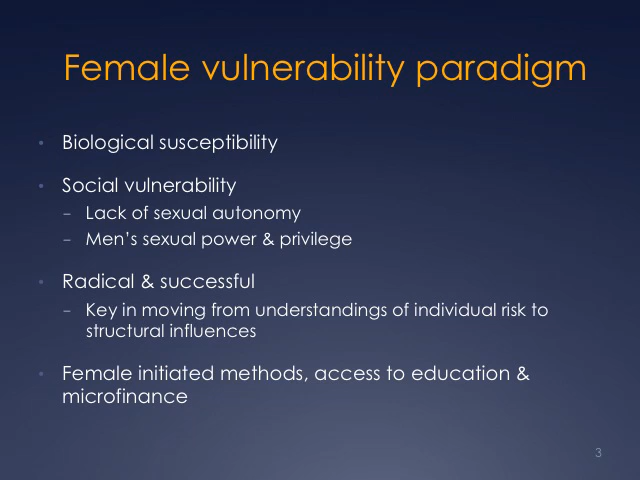 Female vulnerability paradigm
• Biological susceptibility
• Social vulnerability
– Lack of sexual autonomy
– Men's sexual power & privilege
• Radical & successful
– Key in moving from understandings of individual risk to
structural influences
• Female initiated methods, access to education &
microfinance
3